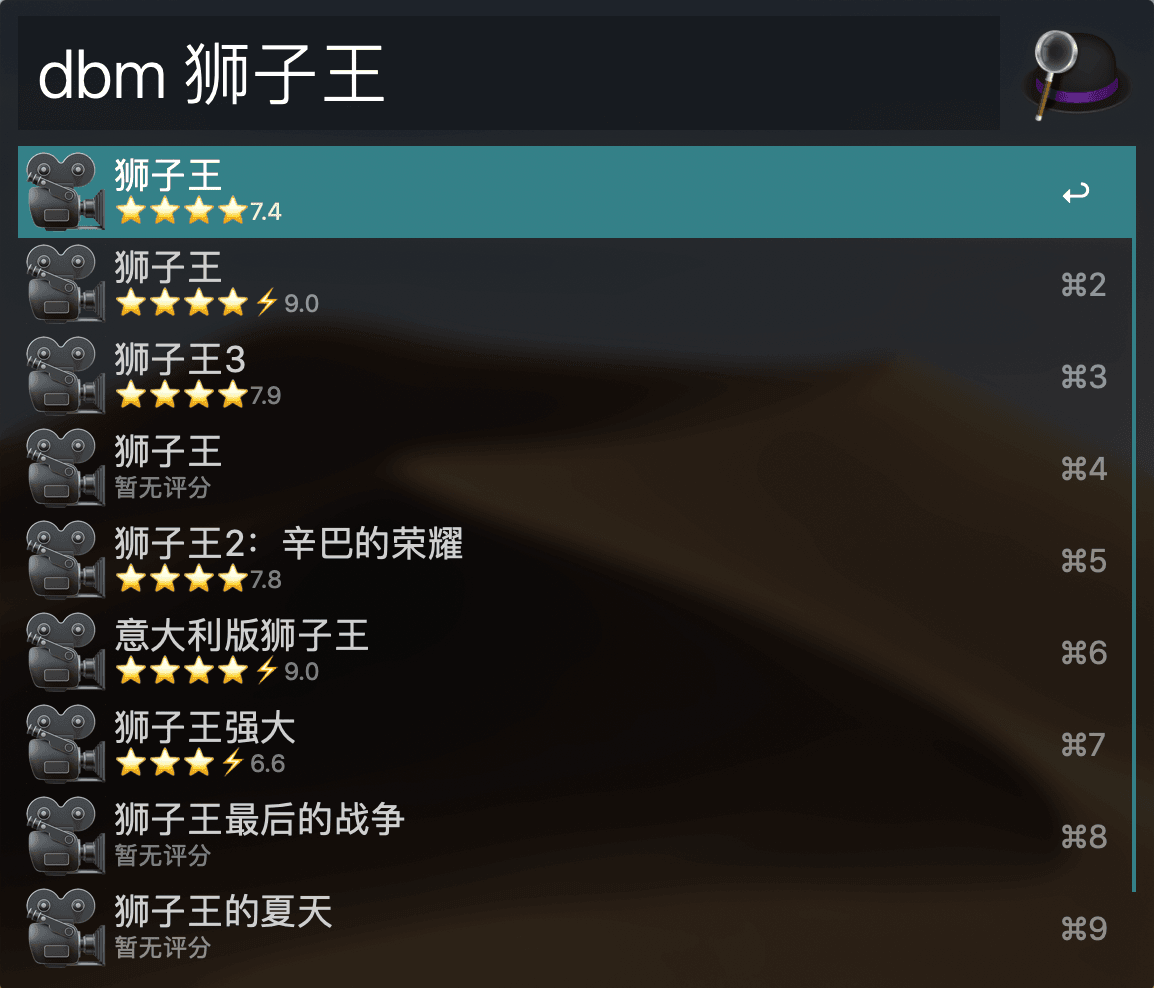 dbm 狮子王
狮子王
⭐⭐⭐⭐7.4
狮子王
⭐⭐⭐⭐⚡9.0
⌘2
狮子王3
⭐⭐⭐⭐7.9
⌘3
狮子王
暂无评分
⌘4
狮子王2：辛巴的荣耀
⭐⭐⭐⭐7.8
⌘5
意大利版狮子王
⭐⭐⭐⭐⚡9.0
⌘6
狮子王强大
⭐⭐⭐⚡6.6
⌘7
狮子王最后的战争
暂无评分
⌘8
狮子王的夏天
暂无评分
⌘9